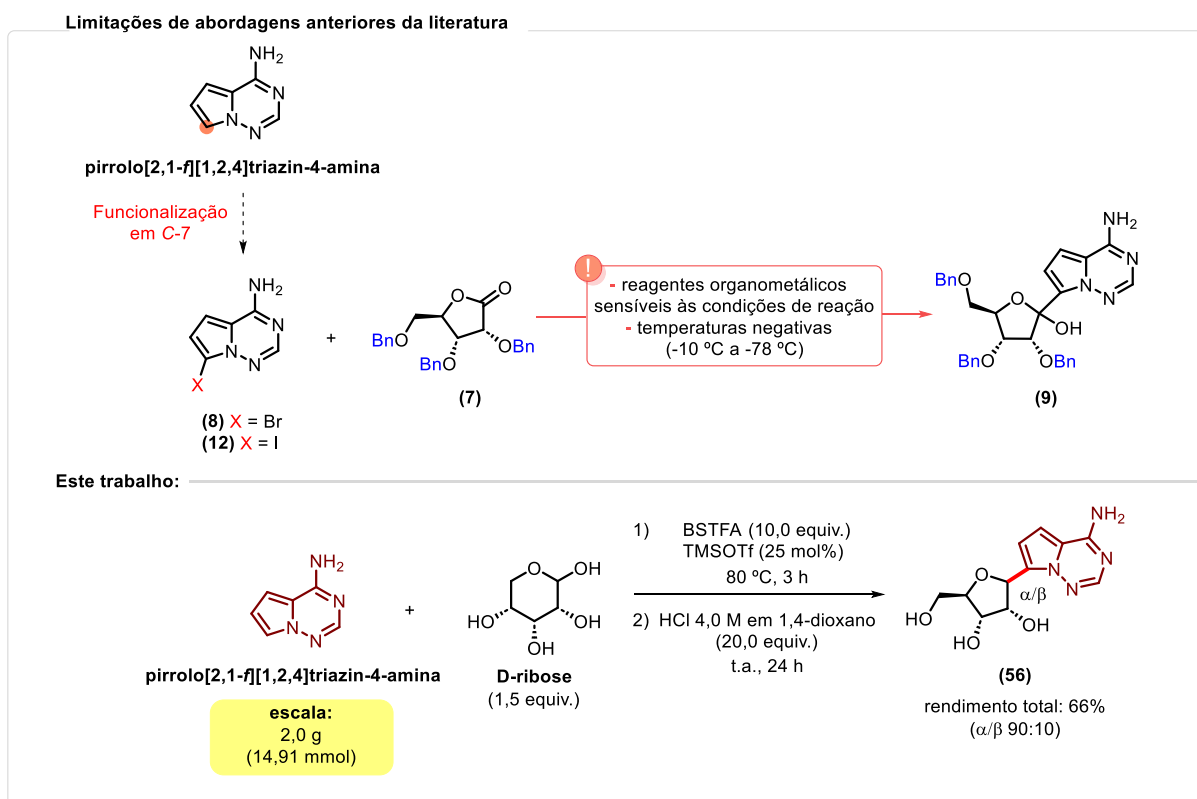 Limitações de abordagens anteriores da literatura
NH2
N
N
N
pirrolo[2,1-f][1,2,4]triazin-4-amina
Funcionalização
em C-7
NH2
N
N
N
X
(8) X = Br
(12) X = I
+
O
O
BnO
BnO
OBn
(7)
!
- reagentes organometálicos
sensíveis às condições de reação
- temperaturas negativas
(-10 ºC a -78 ºC)
NH2
N
N
N
BnO
O
OH
BnO
OBn
(9)
Este trabalho:
NH2
N
N
N
pirrolo[2,1-f][1,2,4]triazin-4-amina
escala:
2,0 g
(14,91 mmol)
+
O
OH
HO
OH
OH
D-ribose
(1,5 equiv.)
1) BSTFA (10,0 equiv.)
TMSOTf (25 mol%)
80 ºC, 3 h
2) HCl 4,0 M em 1,4-dioxano
(20,0 equiv.)
t.a., 24 h
NH2
N
N
N
O
α/β
HO
HO
OH
(56)
rendimento total: 66%
(α/β 90:10)